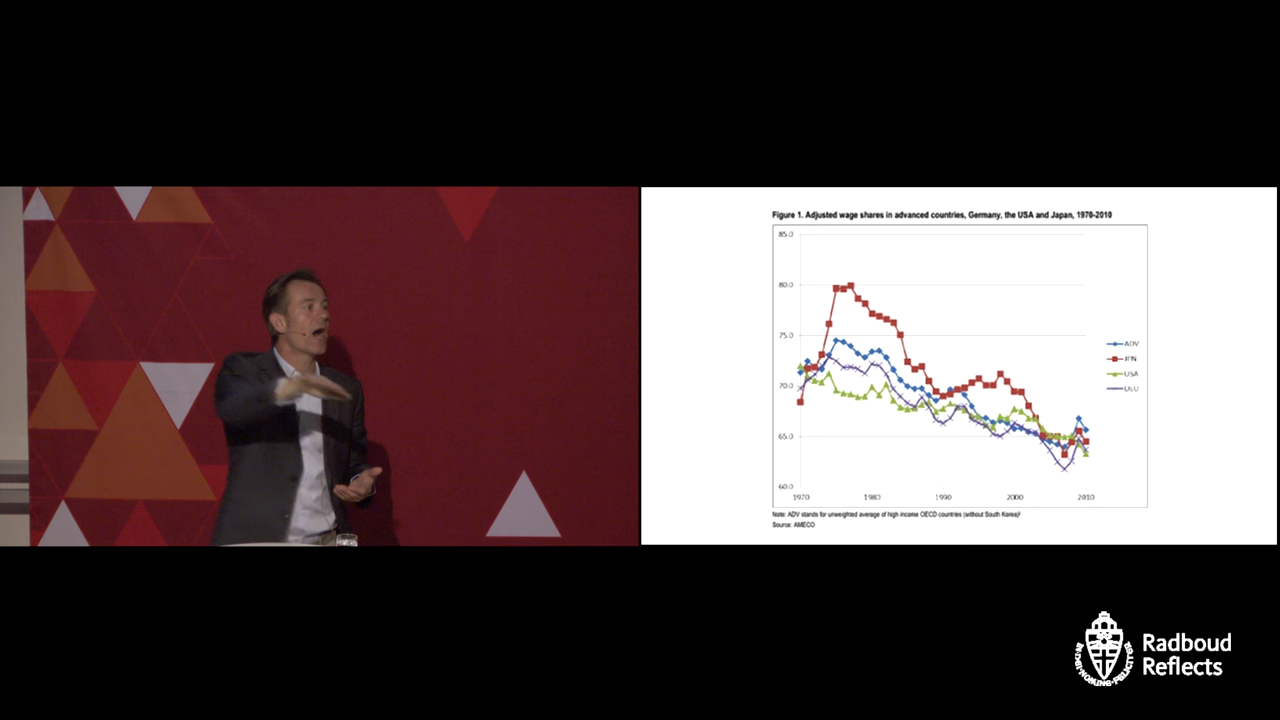 Figure 1. Adjusted wage shares in advanced countries, Germany, the USA and Japan, 1970-2010
85.0
80.0
75.0
70.0
65.0
60.0
1970 1980 1990 2000 2010
ADV
JPN
USA
DEU
Note: ADV stands for unweighted average of high income OECD countries (without South Korea)
Source: AMECO
Radboud
Reflects